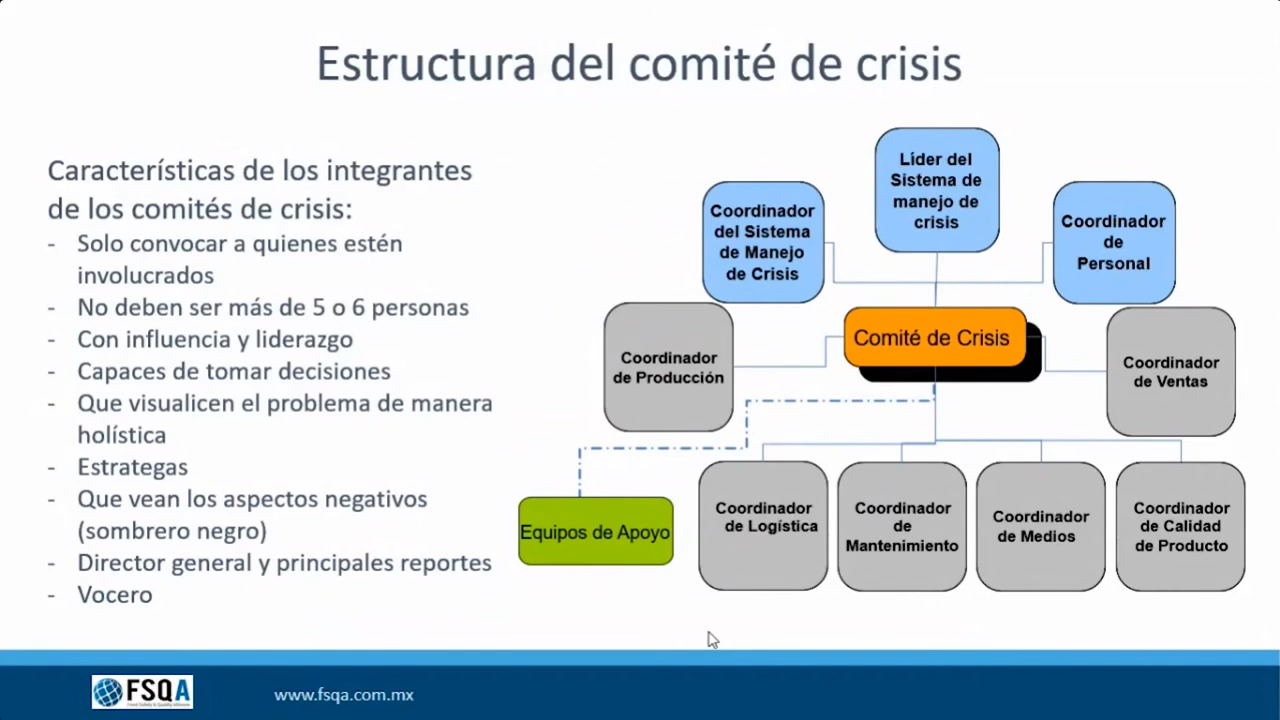 Estructura del comité de crisis
Características de los integrantes
de los comités de crisis:
- Solo convocar a quienes estén
involucrados
- No deben ser más de 5 o 6 personas
- Con influencia y liderazgo
- Capaces de tomar decisiones
- Que visualicen el problema de manera
holística
- Estrategas
- Que vean los aspectos negativos
(sombrero negro)
- Director general y principales reportes
- Vocero
Líder del
Sistema de
manejo de
crisis
Coordinador
del Sistema
de Manejo
de Crisis
Coordinador
de
Personal
Comité de Crisis
Coordinador
de Producción
Coordinador
de Ventas
Equipos de Apoyo
Coordinador
de Logística
Coordinador
de
Mantenimiento
Coordinador
de Medios
Coordinador
de Calidad
de Producto
FSQA
www.fsqa.com.mx